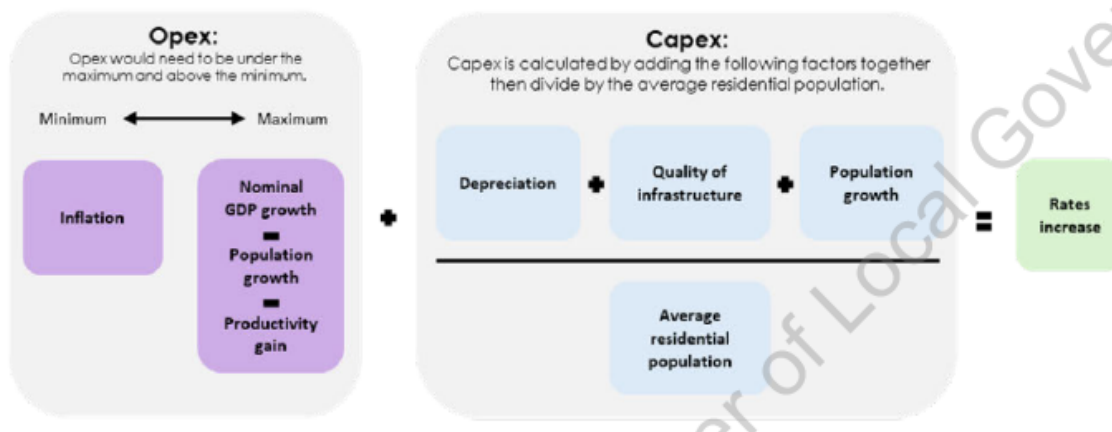 Opex:
Opex would need to be under the
maximum and above the minimum.
Minimum
Maximum
Inflation
Nominal
GDP growth
Population
growth
Productivity
gain
Capex:
Capex is calculated by adding the following factors together
then divide by the average residential population.
Depreciation
Quality of
infrastructure
Population
growth
Average
residential
population
Rates
increase
of Local